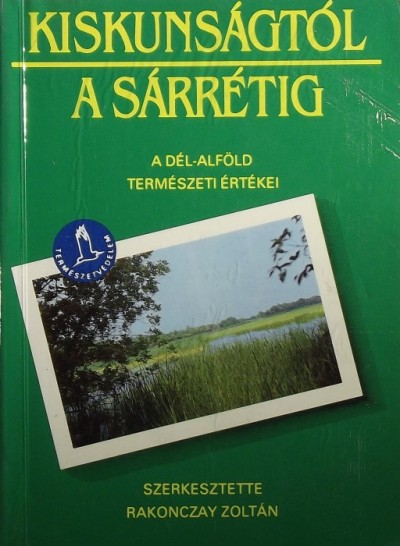 KISKUNSÁGTÓL
A SÁRRÉTIG
A DÉL-ALFÖLD
TERMÉSZETI ÉRTÉKEI
TERMÉSZETVÉDELEM
SZERKESZTETTE
RAKONCZAY ZOLTÁN